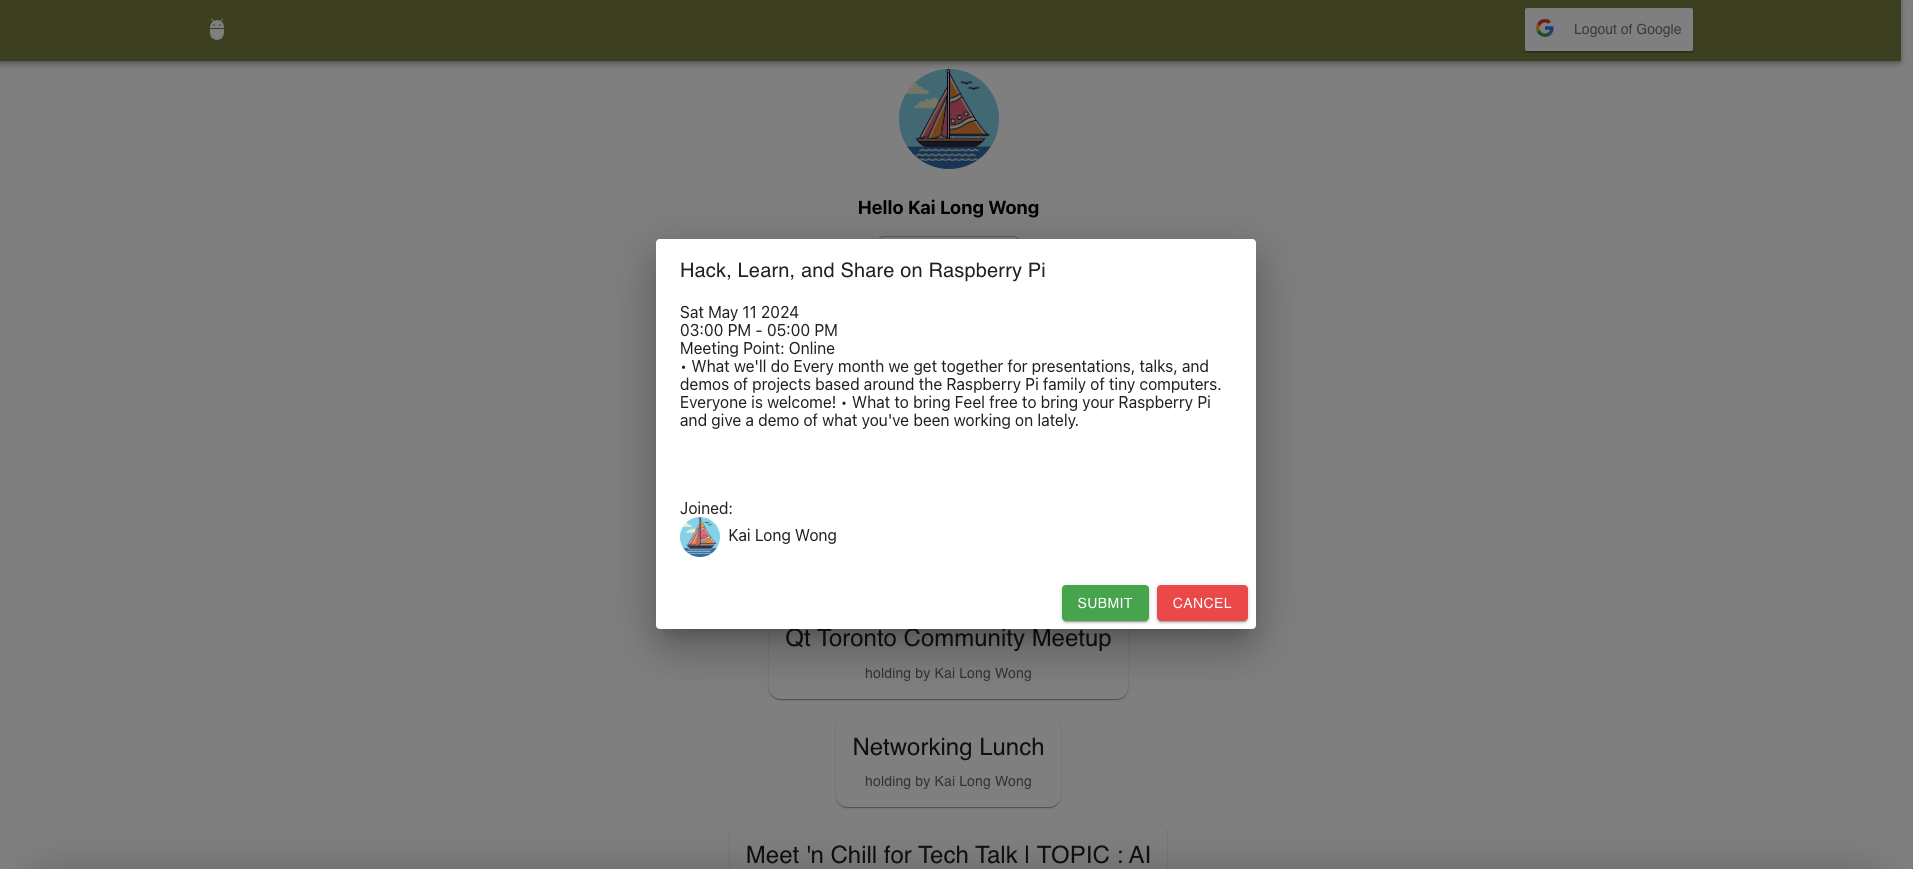 Logout of Google
Hello Kai Long Wong
Hack, Learn, and Share on Raspberry Pi
Sat May 11 2024
03:00 PM - 05:00 PM
Meeting Point: Online
• What we'll do Every month we get together for presentations, talks, and
demos of projects based around the Raspberry Pi family of tiny computers.
Everyone is welcome! • What to bring Feel free to bring your Raspberry Pi
and give a demo of what you've been working on lately.
Joined:
Kai Long Wong
SUBMIT
CANCEL
Qt Toronto Community Meetup
holding by Kai Long Wong
Networking Lunch
holding by Kai Long Wong
Meet 'n Chill for Tech Talk | TOPIC : AI